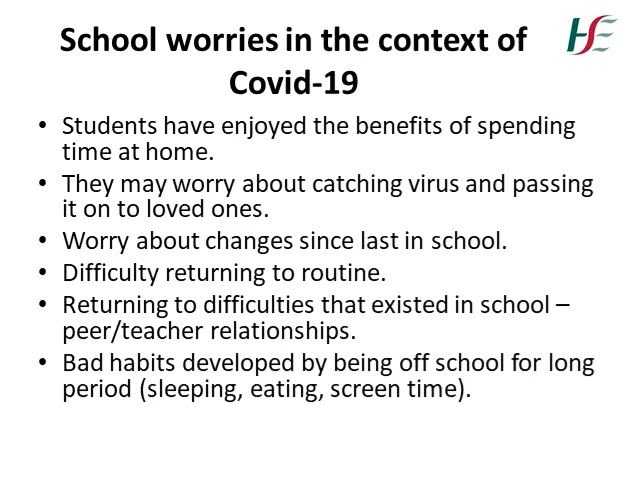 School worries in the context of
Covid-19
HSE
• Students have enjoyed the benefits of spending
time at home.
• They may worry about catching virus and passing
it on to loved ones.
• Worry about changes since last in school.
• Difficulty returning to routine.
• Returning to difficulties that existed in school –
peer/teacher relationships.
• Bad habits developed by being off school for long
period (sleeping, eating, screen time).